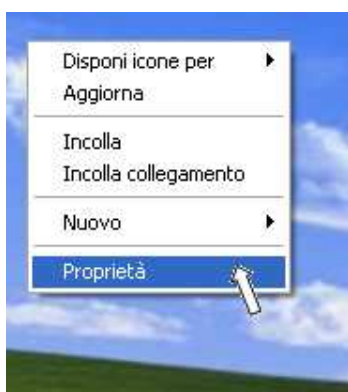 Disponi icone per
Aggiorna
Incolla
Incolla collegamento
Nuovo
Proprietà